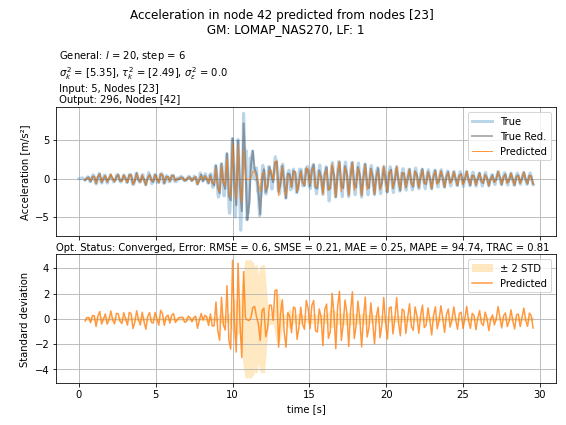 Acceleration in node 42 predicted from nodes [23]
GM: LOMAP_NAS270, LF: 1
General: l = 20, step = 6
σ_k² = [5.35], τ_k² = [2.49], σ_ε² = 0.0
Input: 5, Nodes [23]
Output: 296, Nodes [42]
Acceleration [m/s²]
5
0
−5
True
True Red.
Predicted
Opt. Status: Converged, Error: RMSE = 0.6, SMSE = 0.21, MAE = 0.25, MAPE = 94.74, TRAC = 0.81
Standard deviation
4
2
0
−2
−4
± 2 STD
Predicted
0 5 10 15 20 25 30
time [s]